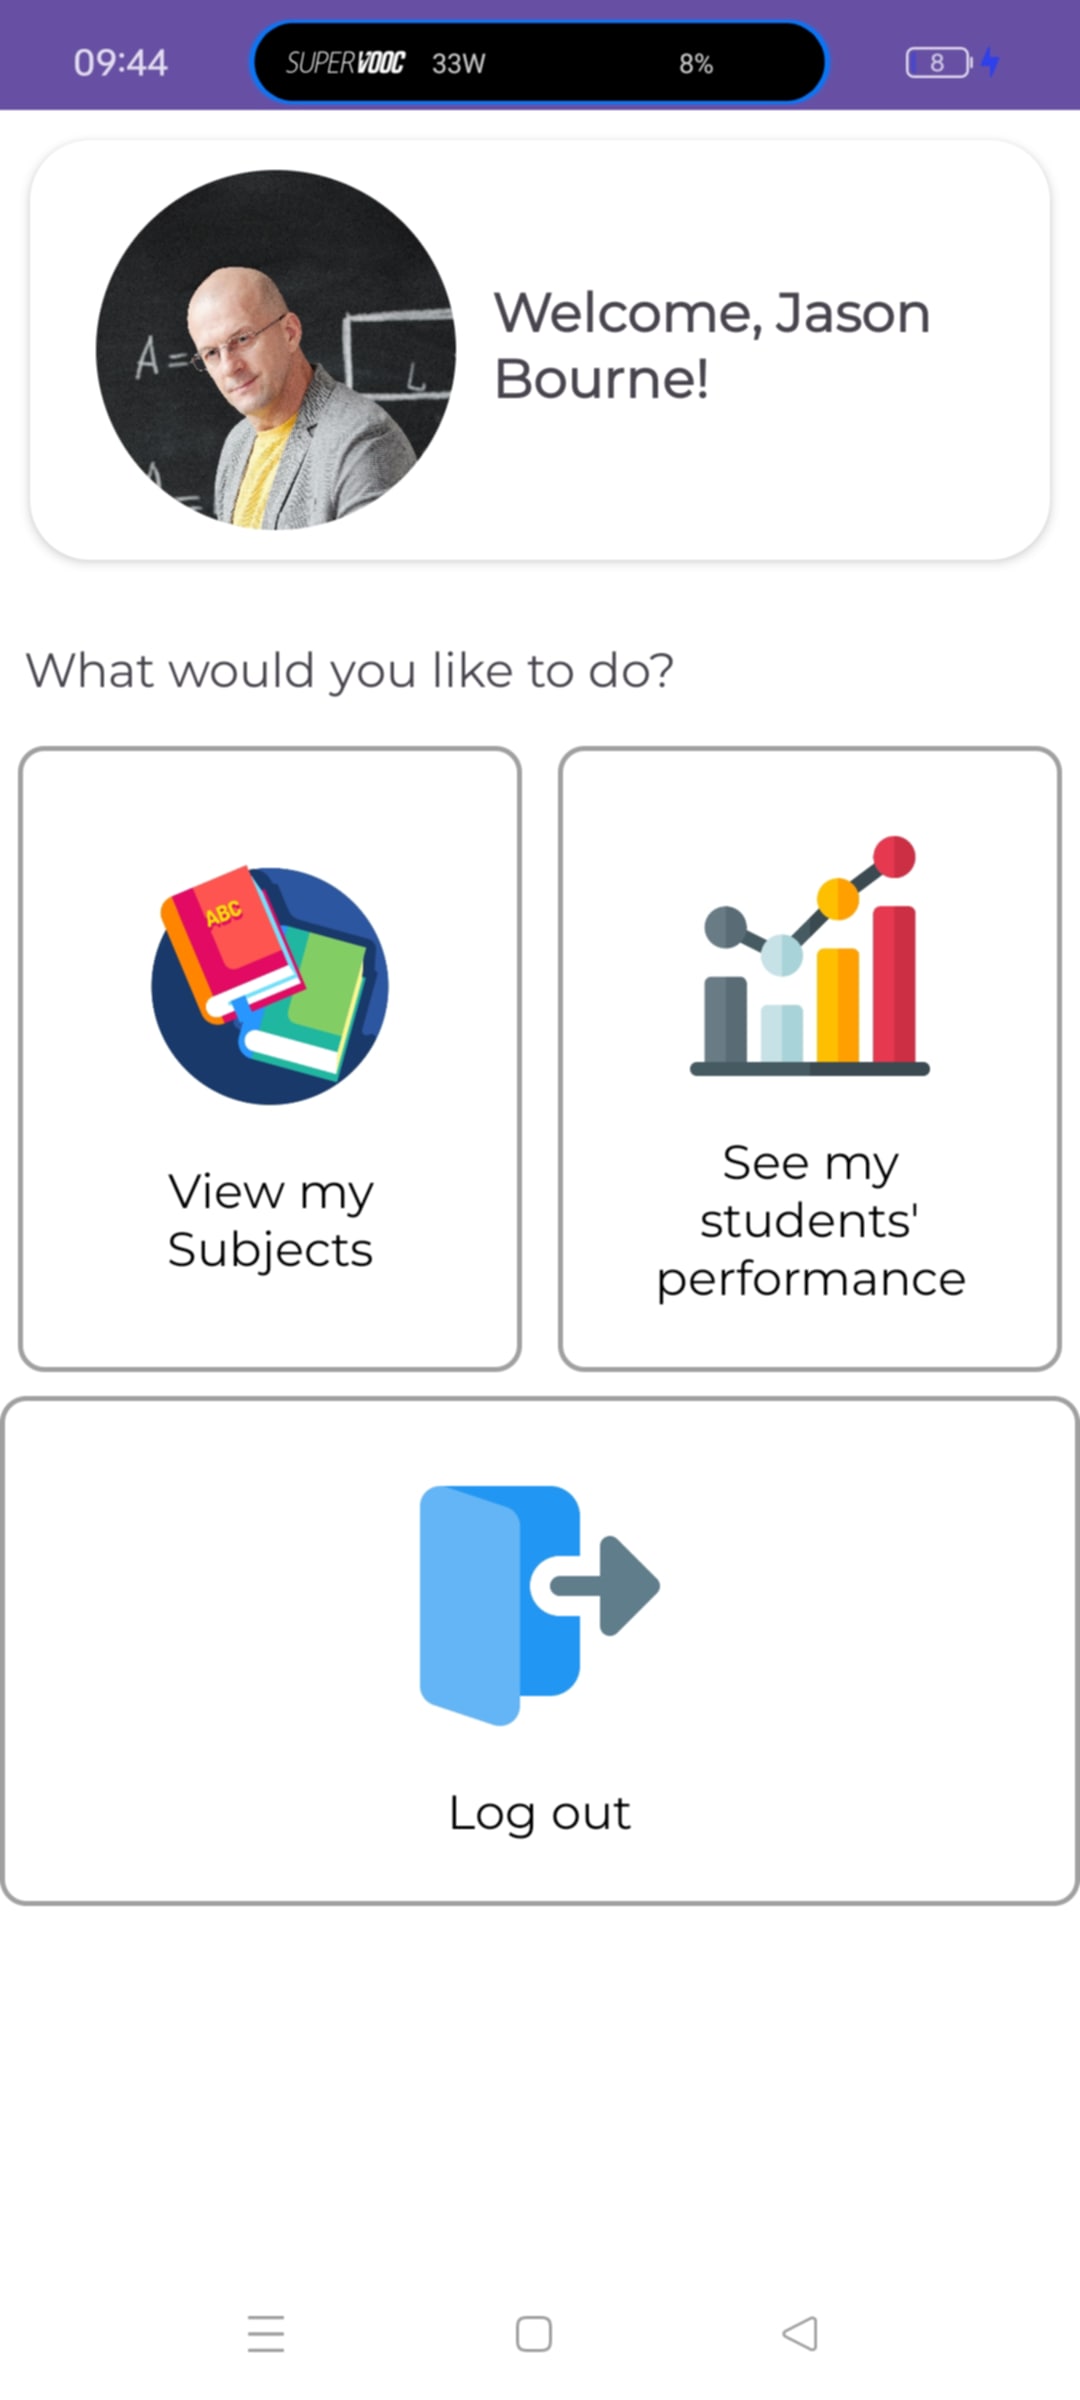 09:44 SUPERVOOC 33W 8% 8
A =
L
A
=
Welcome, Jason
Bourne!
What would you like to do?
ABC
View my
Subjects
See my
students'
performance
Log out